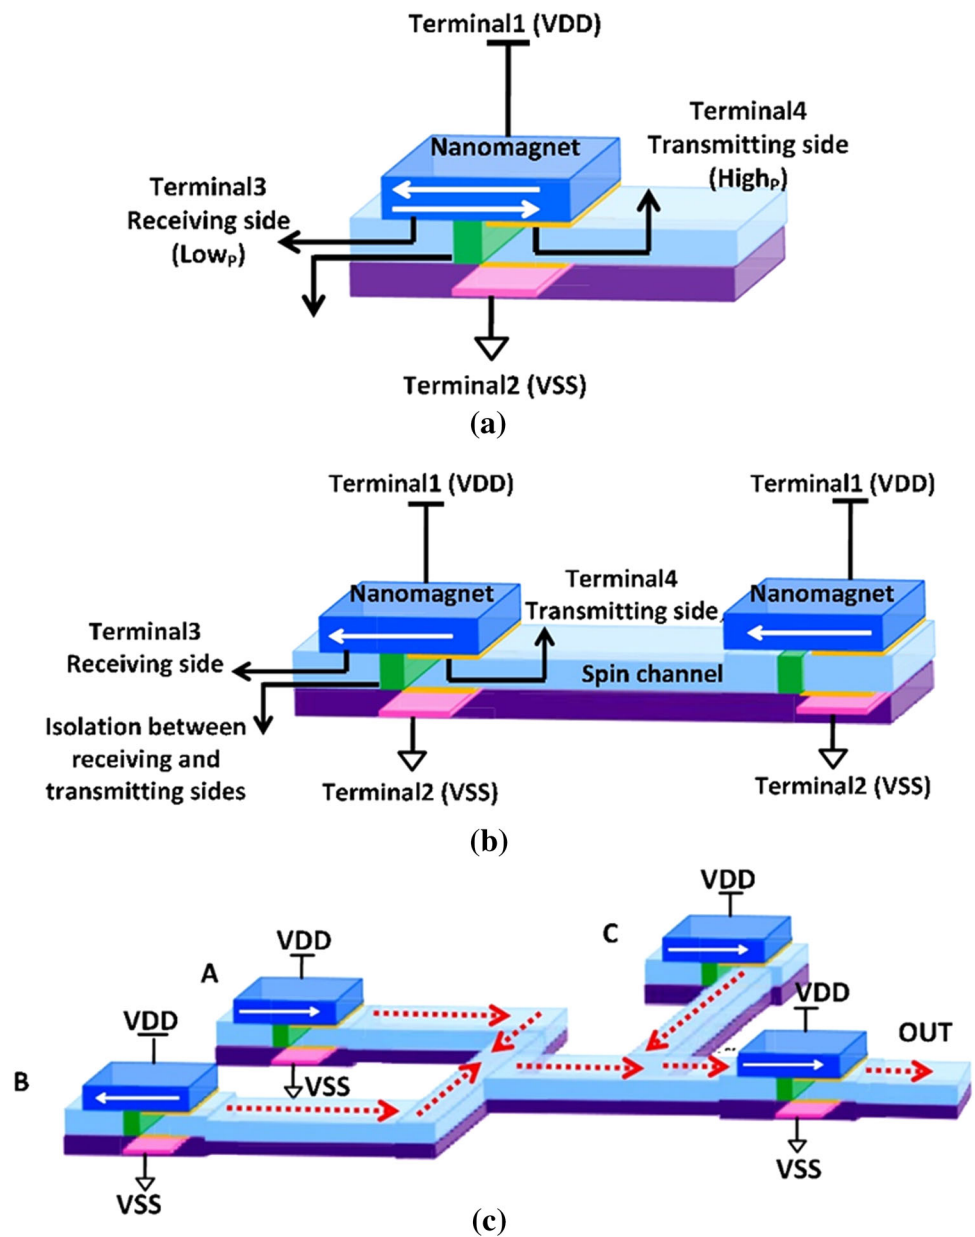 Terminal1 (VDD)
Terminal4
Transmitting side
(HighP)
Nanomagnet
Terminal3
Receiving side
(LowP)
Terminal2 (VSS)
(a)
Terminal1 (VDD)
Terminal1 (VDD)
Terminal4
Transmitting side
Nanomagnet
Nanomagnet
Terminal3
Receiving side
Spin channel
Isolation between
receiving and
transmitting sides
Terminal2 (VSS)
Terminal2 (VSS)
(b)
VDD
C
VDD
A
VDD
VDD
OUT
B
VSS
VSS
VSS
(c)